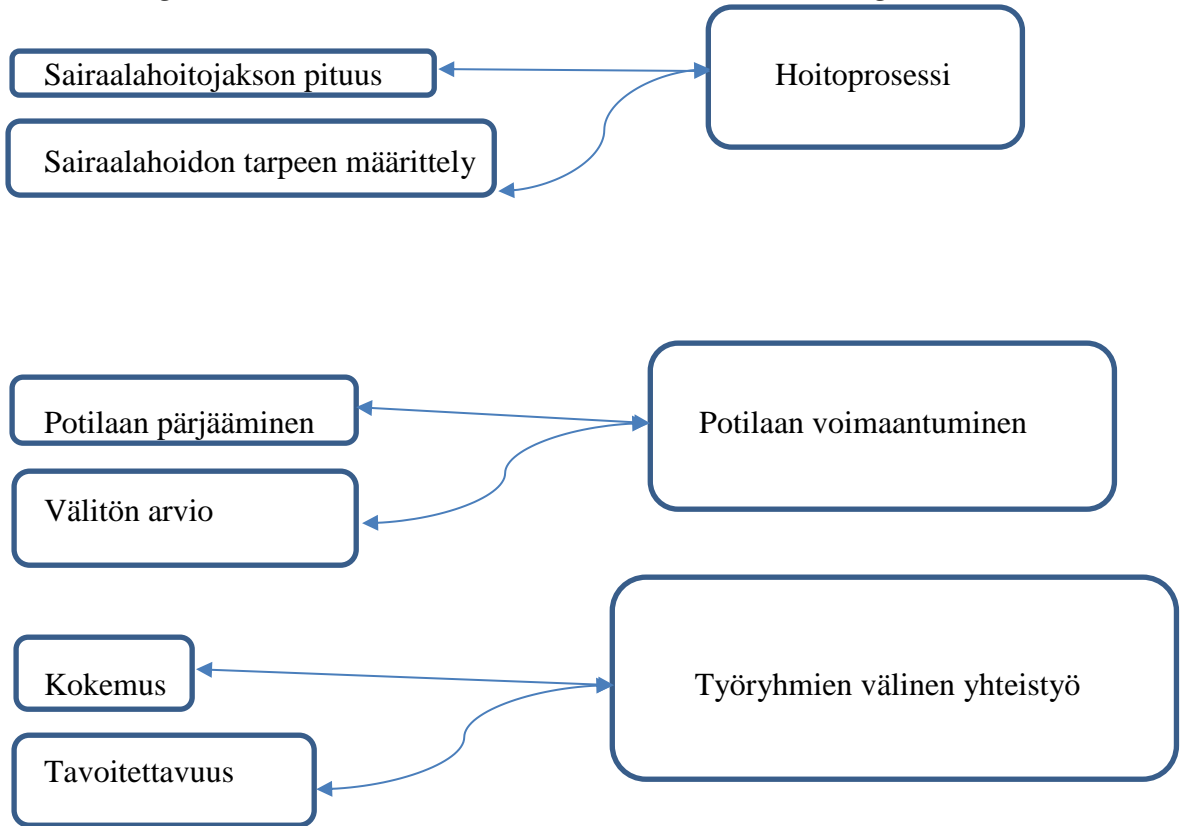 Sairaalahoitojakson pituus
Hoitoprosessi
Sairaalahoidon tarpeen määrittely
Potilaan pärjääminen
Potilaan voimaantuminen
Välitön arvio
Kokemus
Työryhmien välinen yhteistyö
Tavoitettavuus